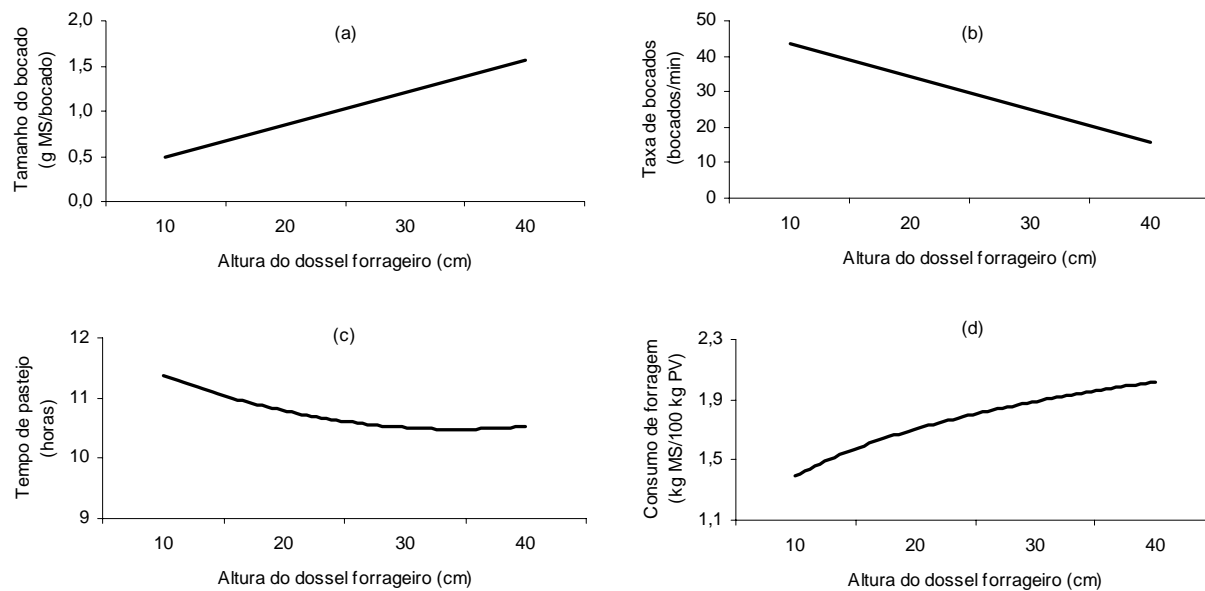 (a)
Tamanho do bocado
(g MS/bocado)
2,0
1,5
1,0
0,5
0,0
10 20 30 40
Altura do dossel forrageiro (cm)
(b)
Taxa de bocados
(bocados/min)
50
40
30
20
10
0
10 20 30 40
Altura do dossel forrageiro (cm)
(c)
Tempo de pastejo
(horas)
12
11
10
9
10 20 30 40
Altura do dossel forrageiro (cm)
(d)
Consumo de forragem
(kg MS/100 kg PV)
2,3
1,9
1,5
1,1
10 20 30 40
Altura do dossel forrageiro (cm)